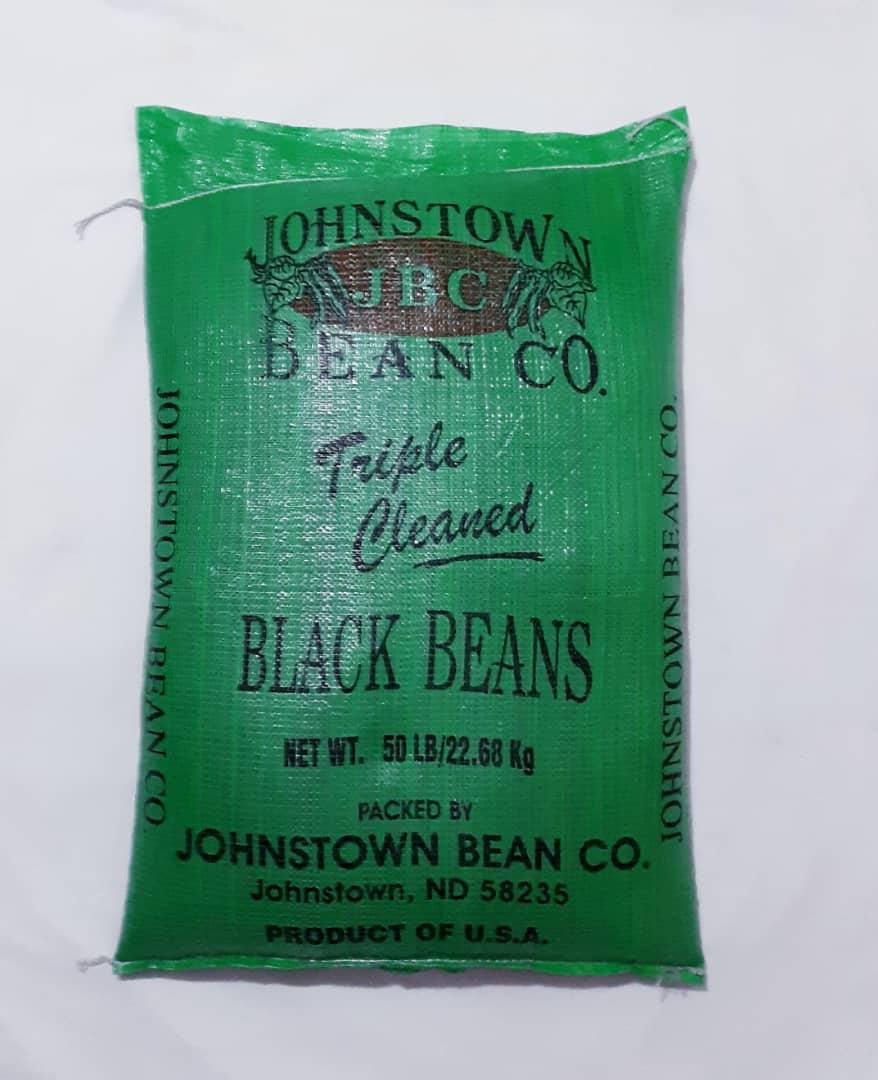 JOHNSTOWN
JBC
BEAN CO.
Triple
Cleaned
BLACK BEANS
NET WT. 50 LB/22.68 Kg
PACKED BY
JOHNSTOWN BEAN CO.
Johnstown, ND 58235
PRODUCT OF U.S.A.
JOHNSTOWN BEAN CO.
JOHNSTOWN BEAN CO.